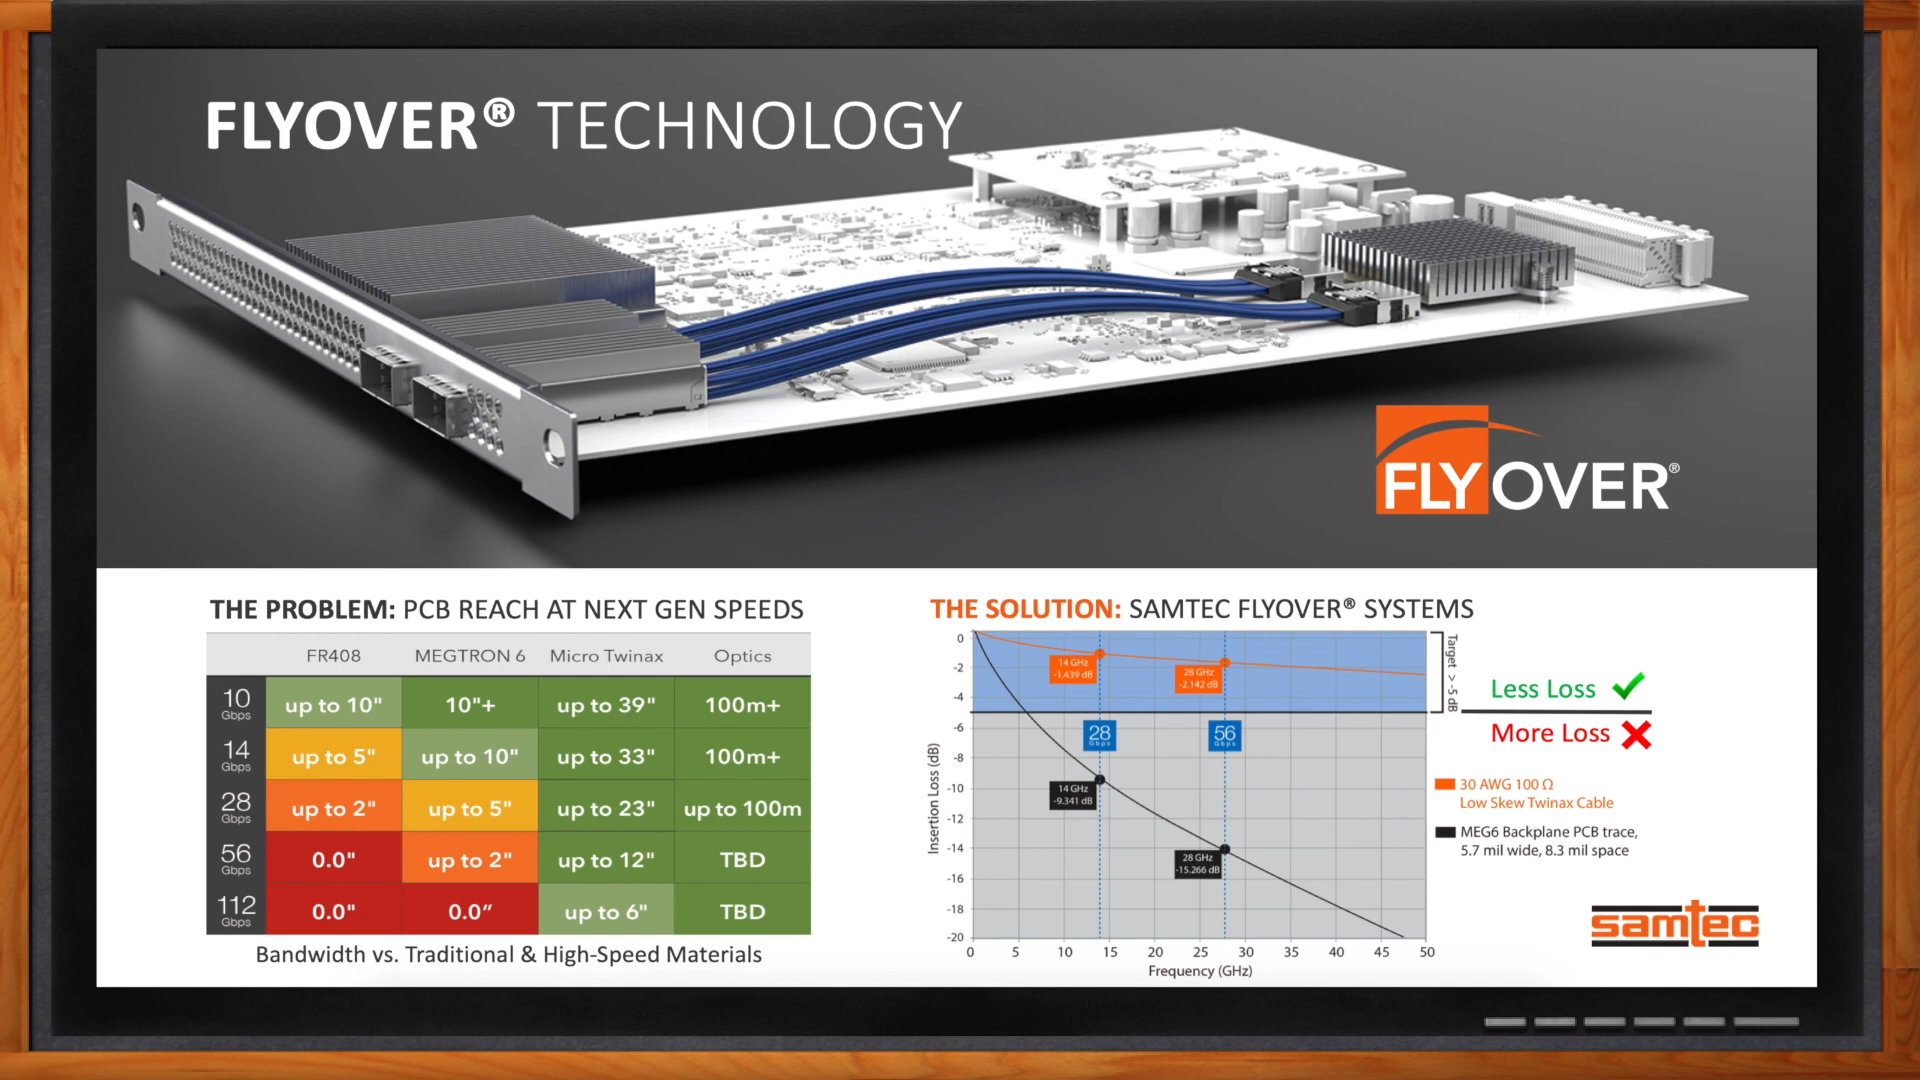 FLYOVER® TECHNOLOGY
FLYOVER®
THE PROBLEM: PCB REACH AT NEXT GEN SPEEDS
FR408 MEGTRON 6 Micro Twinax Optics
10 Gbps up to 10" 10"+ up to 39" 100m+
14 Gbps up to 5" up to 10" up to 33" 100m+
28 Gbps up to 2" up to 5" up to 23" up to 100m
56 Gbps 0.0" up to 2" up to 12" TBD
112 Gbps 0.0" 0.0” up to 6" TBD
Bandwidth vs. Traditional & High-Speed Materials
THE SOLUTION: SAMTEC FLYOVER® SYSTEMS
0
-2
-4
-6
-8
-10
-12
-14
-16
-18
-20
Insertion Loss (dB)
14 GHz
-1.439 dB
28 GHz
-2.142 dB
28
Gbps
56
Gbps
14 GHz
-9.341 dB
28 GHz
-15.266 dB
0 5 10 15 20 25 30 35 40 45 50
Frequency (GHz)
Target > -5 dB
Less Loss
More Loss
30 AWG 100 Ω
Low Skew Twinax Cable
MEG6 Backplane PCB trace,
5.7 mil wide, 8.3 mil space
samtec